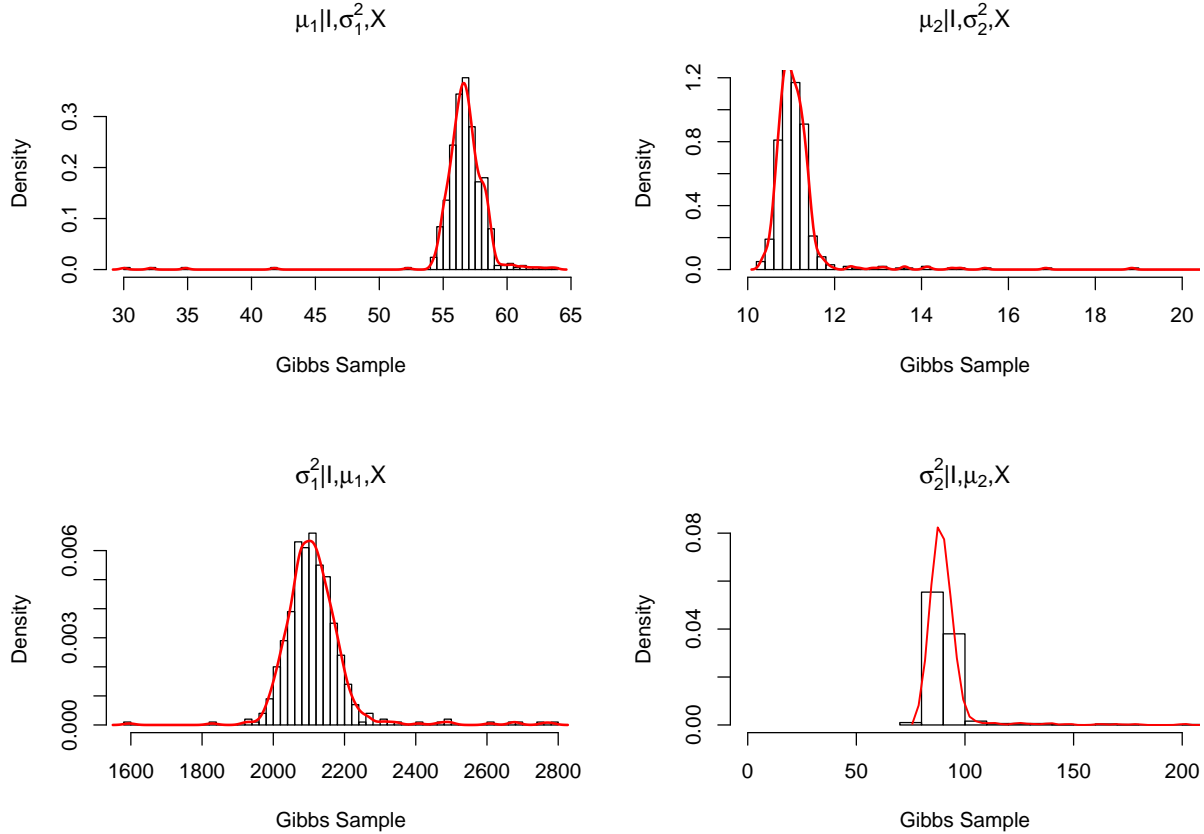 μ₁|I,σ₁²,X
Density
0.0 0.1 0.2 0.3
30 35 40 45 50 55 60 65
Gibbs Sample
μ₂|I,σ₂²,X
Density
0.0 0.4 0.8 1.2
10 12 14 16 18 20
Gibbs Sample
σ₁²|I,μ₁,X
Density
0.000 0.003 0.006
1600 2000 2200 2400 2600 2800
Gibbs Sample
σ₂²|I,μ₂,X
Density
0.00 0.04 0.08
0 50 100 150 200
Gibbs Sample